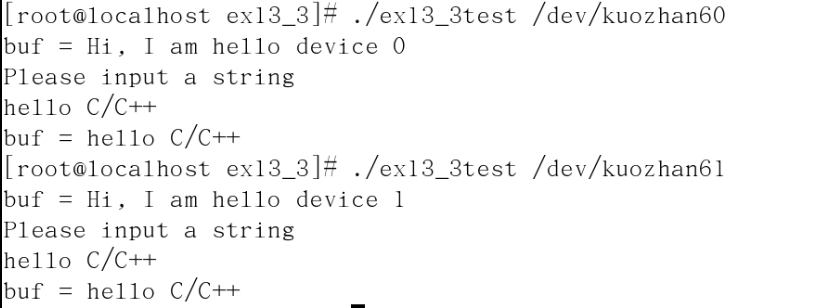 [root@localhost ex13_3]# ./ex13_3test /dev/kuozhan60
buf = Hi, I am hello device 0
Please input a string
hello C/C++
buf = hello C/C++
[root@localhost ex13_3]# ./ex13_3test /dev/kuozhan61
buf = Hi, I am hello device 1
Please input a string
hello C/C++
buf = hello C/C++